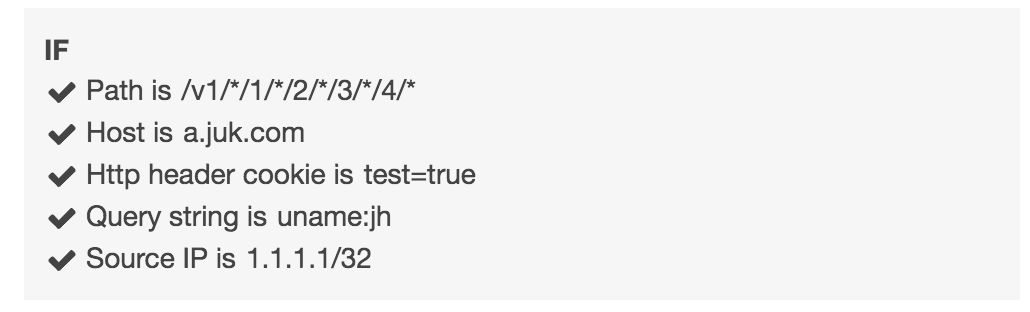 IF
✔ Path is /v1/*/1/*/2/*/3/*/4/*
✔ Host is a.juk.com
✔ Http header cookie is test=true
✔ Query string is uname:jh
✔ Source IP is 1.1.1.1/32